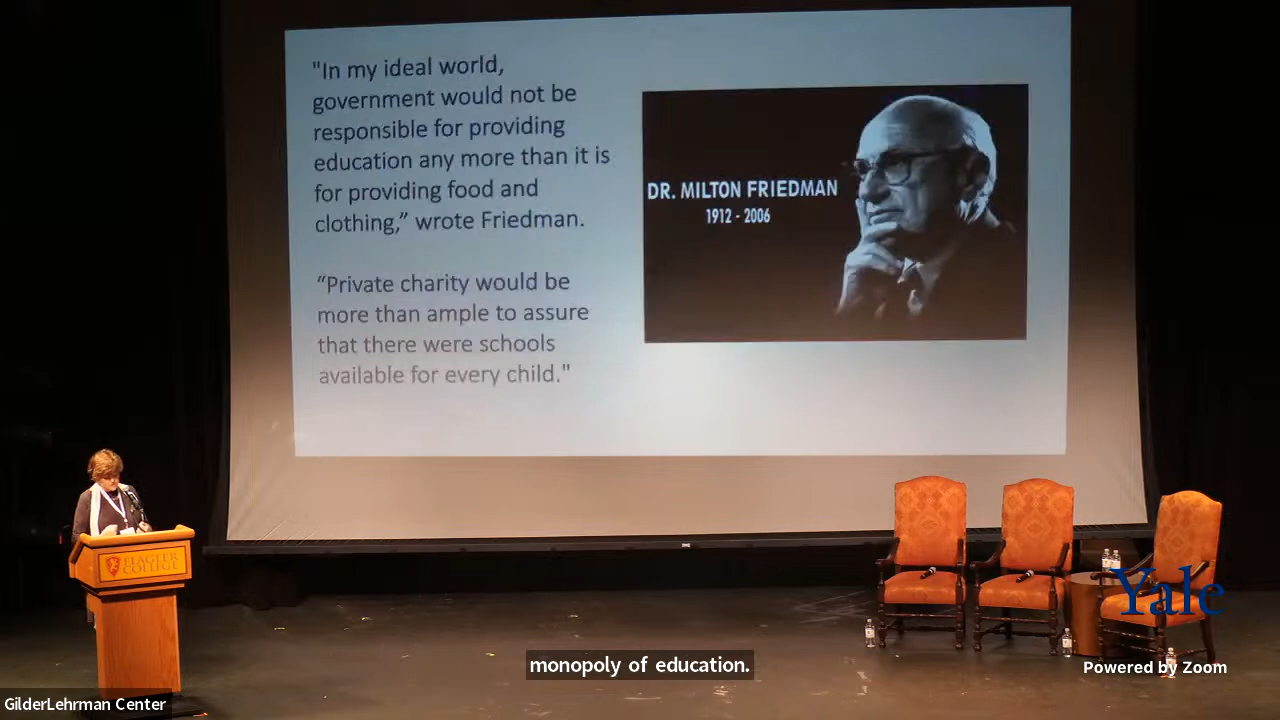 "In my ideal world,
government would not be
responsible for providing
education any more than it is
for providing food and
clothing,” wrote Friedman.
“Private charity would be
more than ample to assure
that there were schools
available for every child."
DR. MILTON FRIEDMAN
1912 - 2006
FLAGLER
COLLEGE
Yale
monopoly of education.
Powered by Zoom
GilderLehrman Center